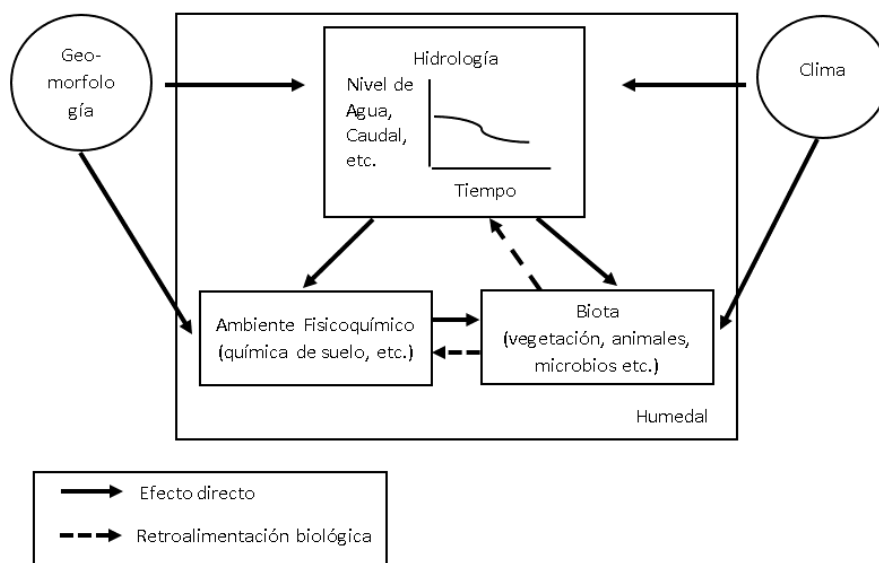 Geo-
morfolo
gía
Hidrología
Nivel de
Agua,
Caudal,
etc.
Tiempo
Clima
Ambiente Fisicoquímico
(química de suelo, etc.)
Biota
(vegetación, animales,
microbios etc.)
Humedal
Efecto directo
Retroalimentación biológica